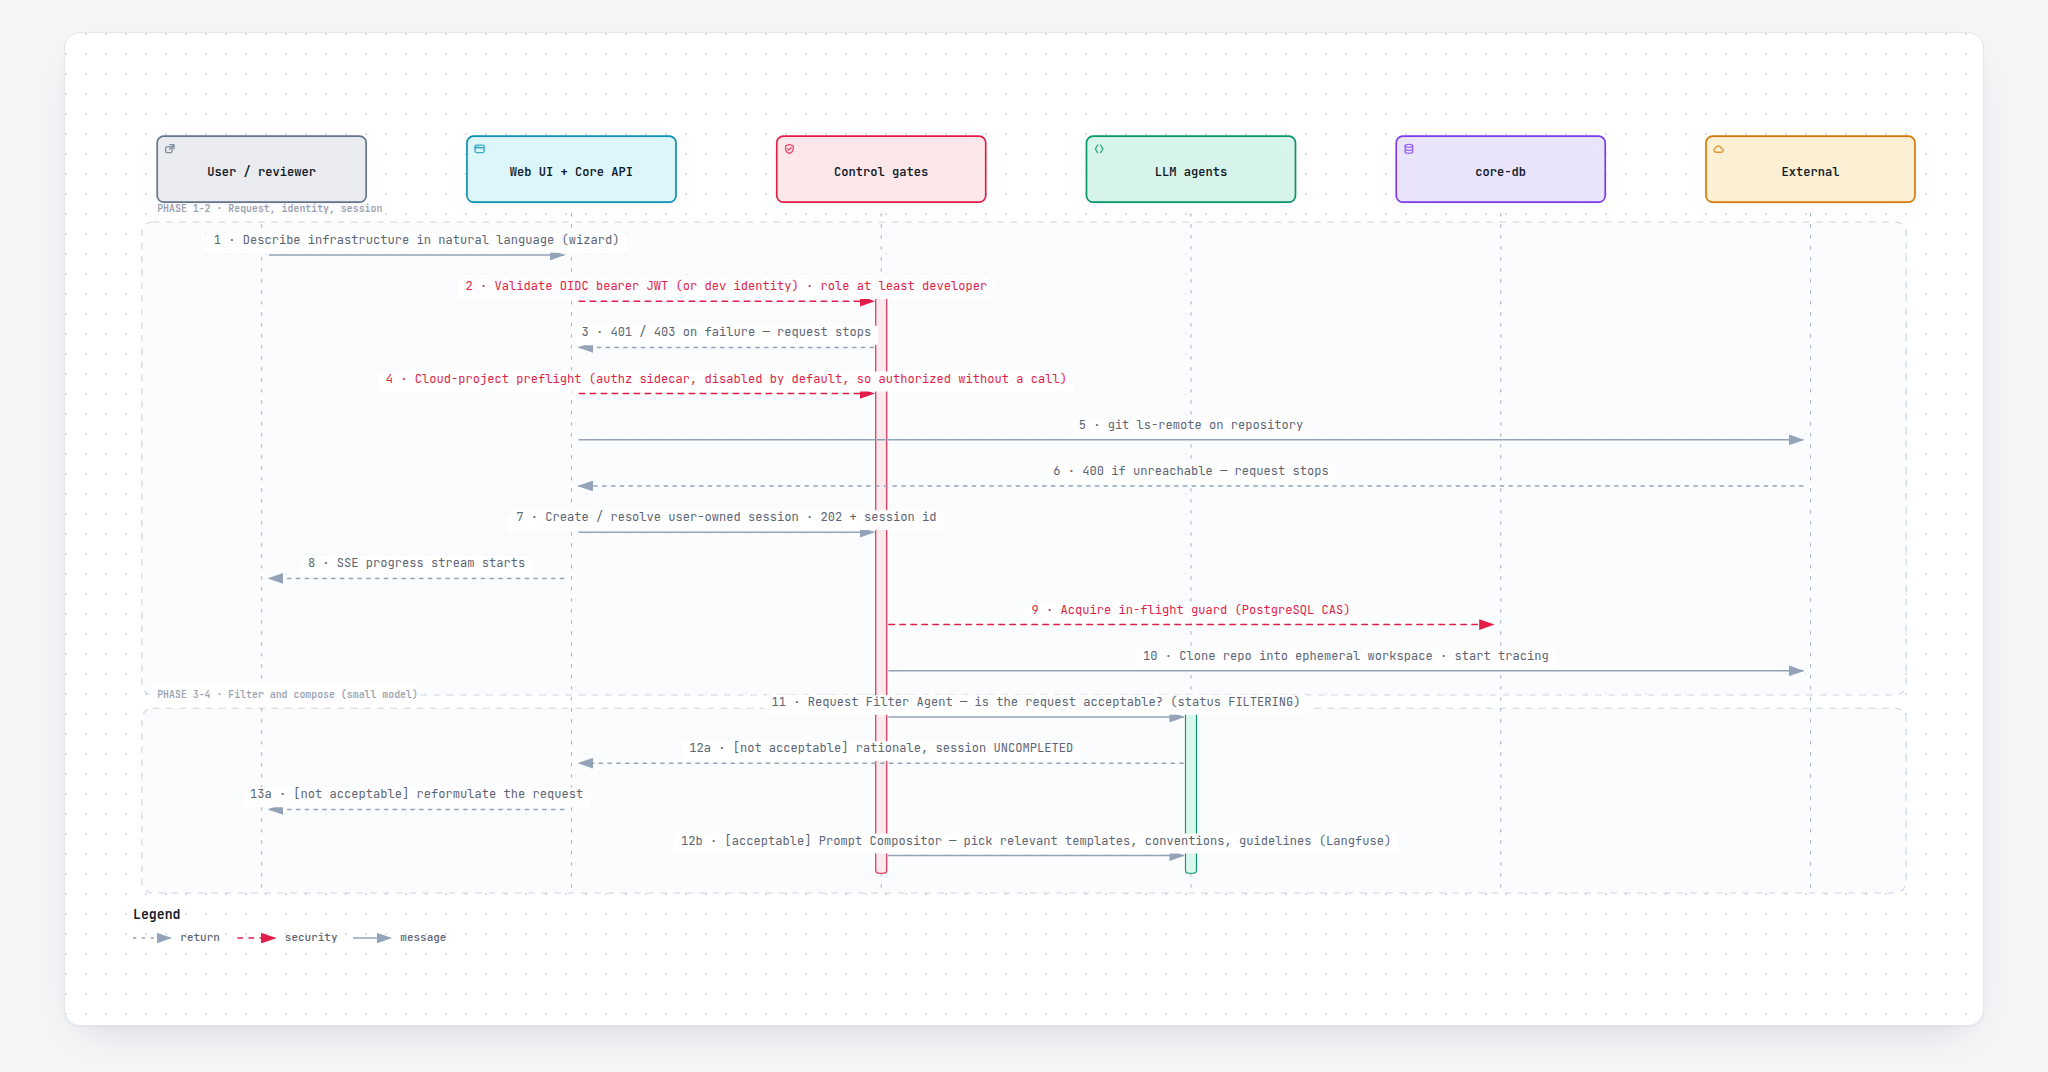 User / reviewer
Web UI + Core API
Control gates
LLM agents
core-db
External
PHASE 1-2 · Request, identity, session
1 · Describe infrastructure in natural language (wizard)
2 · Validate OIDC bearer JWT (or dev identity) · role at least developer
3 · 401 / 403 on failure — request stops
4 · Cloud-project preflight (authz sidecar, disabled by default, so authorized without a call)
5 · git ls-remote on repository
6 · 400 if unreachable — request stops
7 · Create / resolve user-owned session · 202 + session id
8 · SSE progress stream starts
9 · Acquire in-flight guard (PostgreSQL CAS)
10 · Clone repo into ephemeral workspace · start tracing
PHASE 3-4 · Filter and compose (small model)
11 · Request Filter Agent — is the request acceptable? (status FILTERING)
12a · [not acceptable] rationale, session UNCOMPLETED
13a · [not acceptable] reformulate the request
12b · [acceptable] Prompt Compositor — pick relevant templates, conventions, guidelines (Langfuse)
Legend
return
security
message